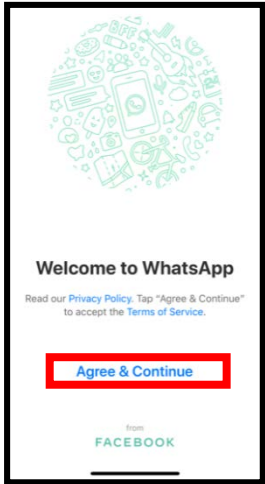 Welcome to WhatsApp
Read our Privacy Policy. Tap “Agree & Continue”
to accept the Terms of Service.
Agree & Continue
from
FACEBOOK